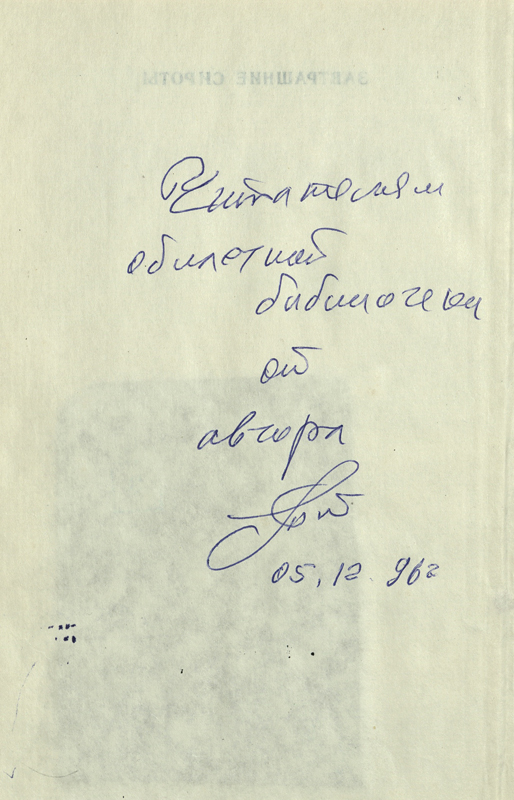 ЗАВТРАШНИЕ СИРОТЫ
Читателям
областной
библиотеки
от
автора
05.12.96г